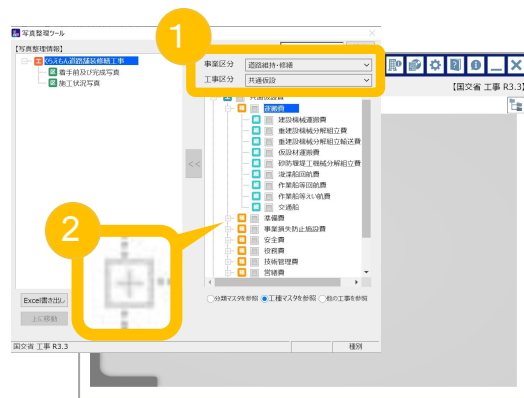 写真整理ツール
【写真整理情報】
くらえもん道路舗装修繕工事
着手前及び完成写真
施工状況写真
1
事業区分 道路維持・修繕
工事区分 共通仮設
共通仮設費
運搬費
建設機械運搬費
重建設機械分解組立費
重建設機械分解組立輸送費
仮設材運搬費
砂防堰堤工機械分解組立費
浚渫船回航費
作業船等回航費
作業船等えい航費
交通船
準備費
事業損失防止施設費
安全費
役務費
技術管理費
営繕費
<<
2
Excel書き出し
上に移動
分類マスタを参照 工種マスタを参照 他の工事を参照
国交省 工事 R3.3 種別
【国交省 工事 R3.3】